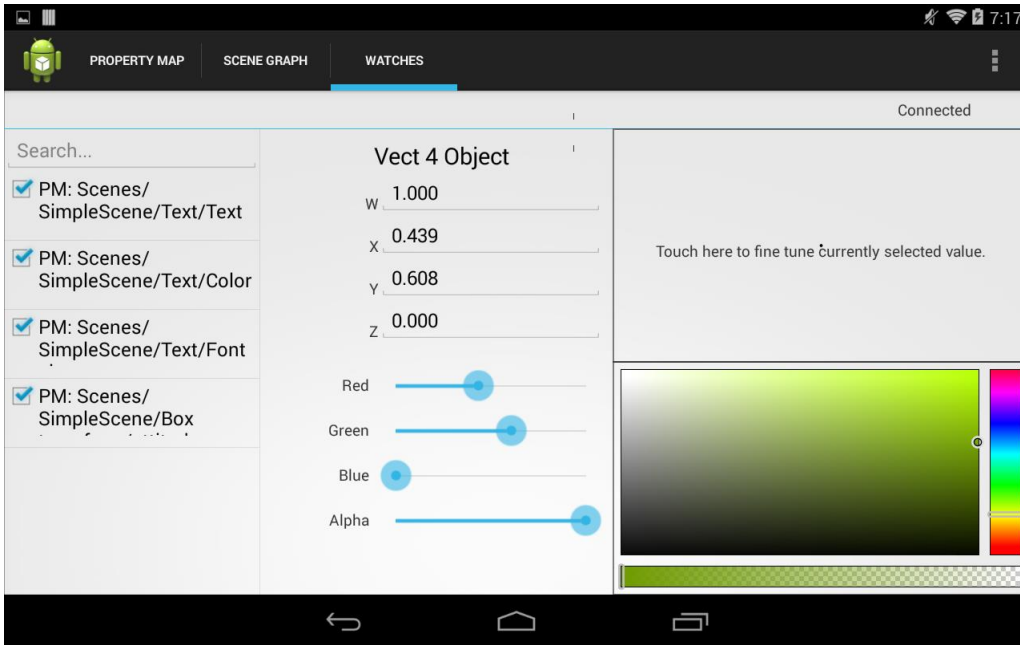 7:17
PROPERTY MAP
SCENE GRAPH
WATCHES
Connected
Search...
PM: Scenes/
SimpleScene/Text/Text
PM: Scenes/
SimpleScene/Text/Color
PM: Scenes/
SimpleScene/Text/Font
PM: Scenes/
SimpleScene/Box
Vect 4 Object
W 1.000
X 0.439
Y 0.608
Z 0.000
Red
Green
Blue
Alpha
Touch here to fine tune currently selected value.